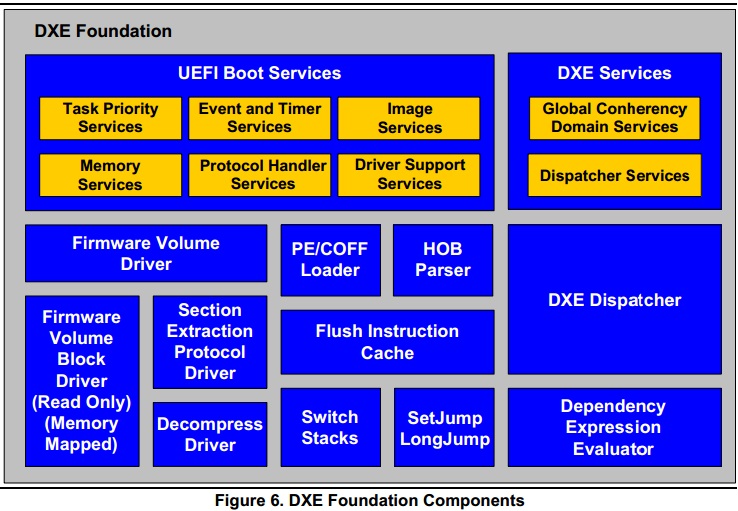 DXE Foundation
UEFI Boot Services
Task Priority
Services
Event and Timer
Services
Image
Services
Memory
Services
Protocol Handler
Services
Driver Support
Services
DXE Services
Global Conherency
Domain Services
Dispatcher Services
Firmware Volume
Driver
PE/COFF
Loader
HOB
Parser
DXE Dispatcher
Firmware
Volume
Block
Driver
(Read Only)
(Memory
Mapped)
Section
Extraction
Protocol
Driver
Flush Instruction
Cache
Decompress
Driver
Switch
Stacks
SetJump
LongJump
Dependency
Expression
Evaluator
Figure 6. DXE Foundation Components